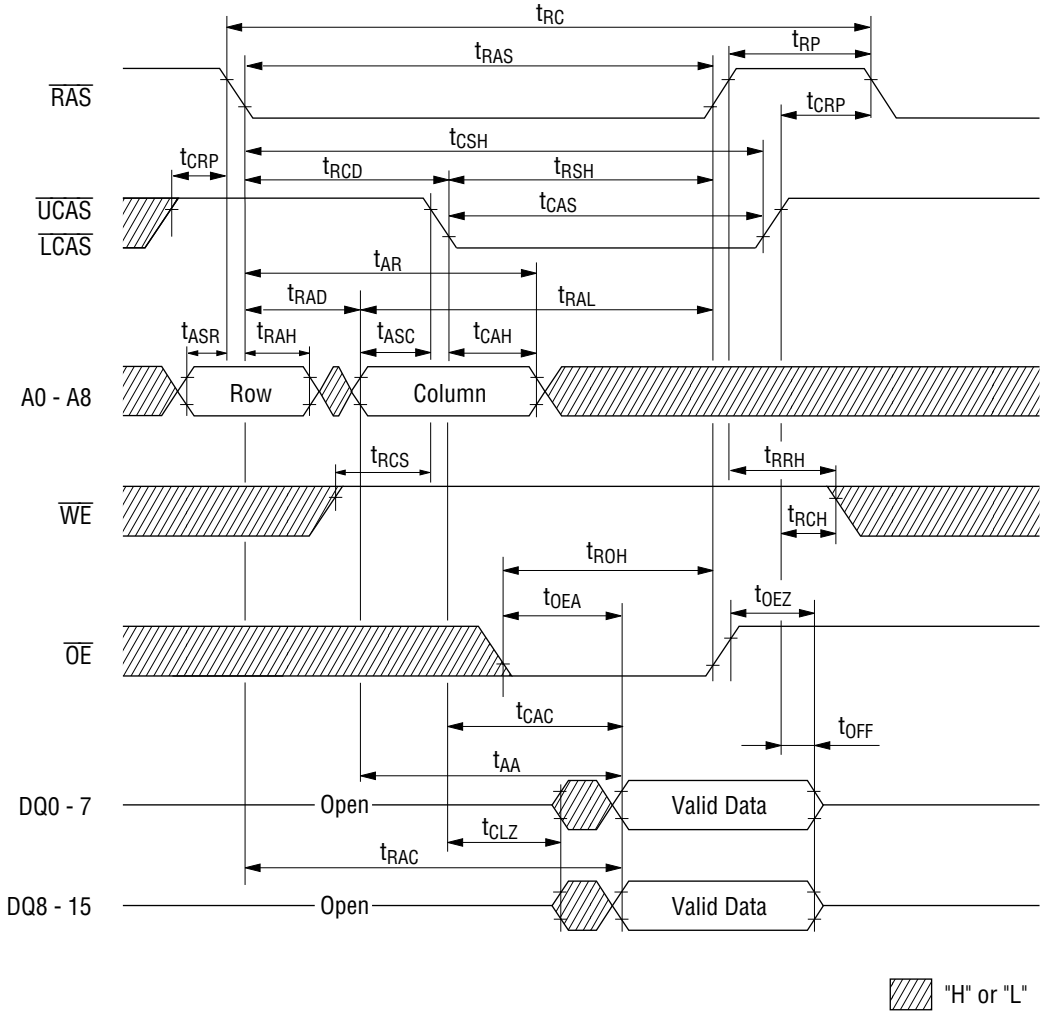 tRC
tRP
tRAS
RAS
tCRP
tCSH
tCRP
tRCD
tRSH
UCAS
tCAS
LCAS
tAR
tRAD
tRAL
tASR
tRAH
tASC
tCAH
A0 - A8
Row
Column
tRCS
tRRH
WE
tRCH
tROH
tOEA
tOEZ
OE
tCAC
tOFF
tAA
DQ0 - 7
Open
Valid Data
tCLZ
tRAC
DQ8 - 15
Open
Valid Data
"H" or "L"